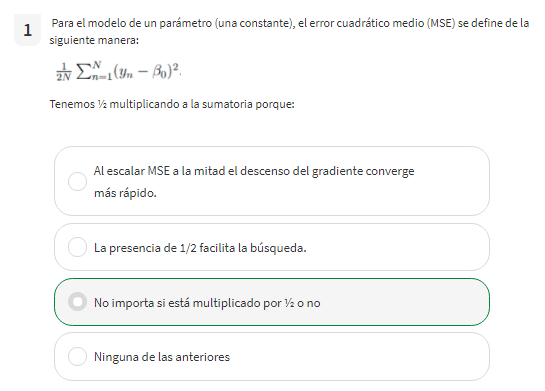 1
Para el modelo de un parámetro (una constante), el error cuadrático medio (MSE) se define de la
siguiente manera:
\frac{1}{2N} \sum_{n=1}^{N} (y_n - \beta_0)^2.
Tenemos ½ multiplicando a la sumatoria porque:
Al escalar MSE a la mitad el descenso del gradiente converge
más rápido.
La presencia de 1/2 facilita la búsqueda.
No importa si está multiplicado por ½ o no
Ninguna de las anteriores